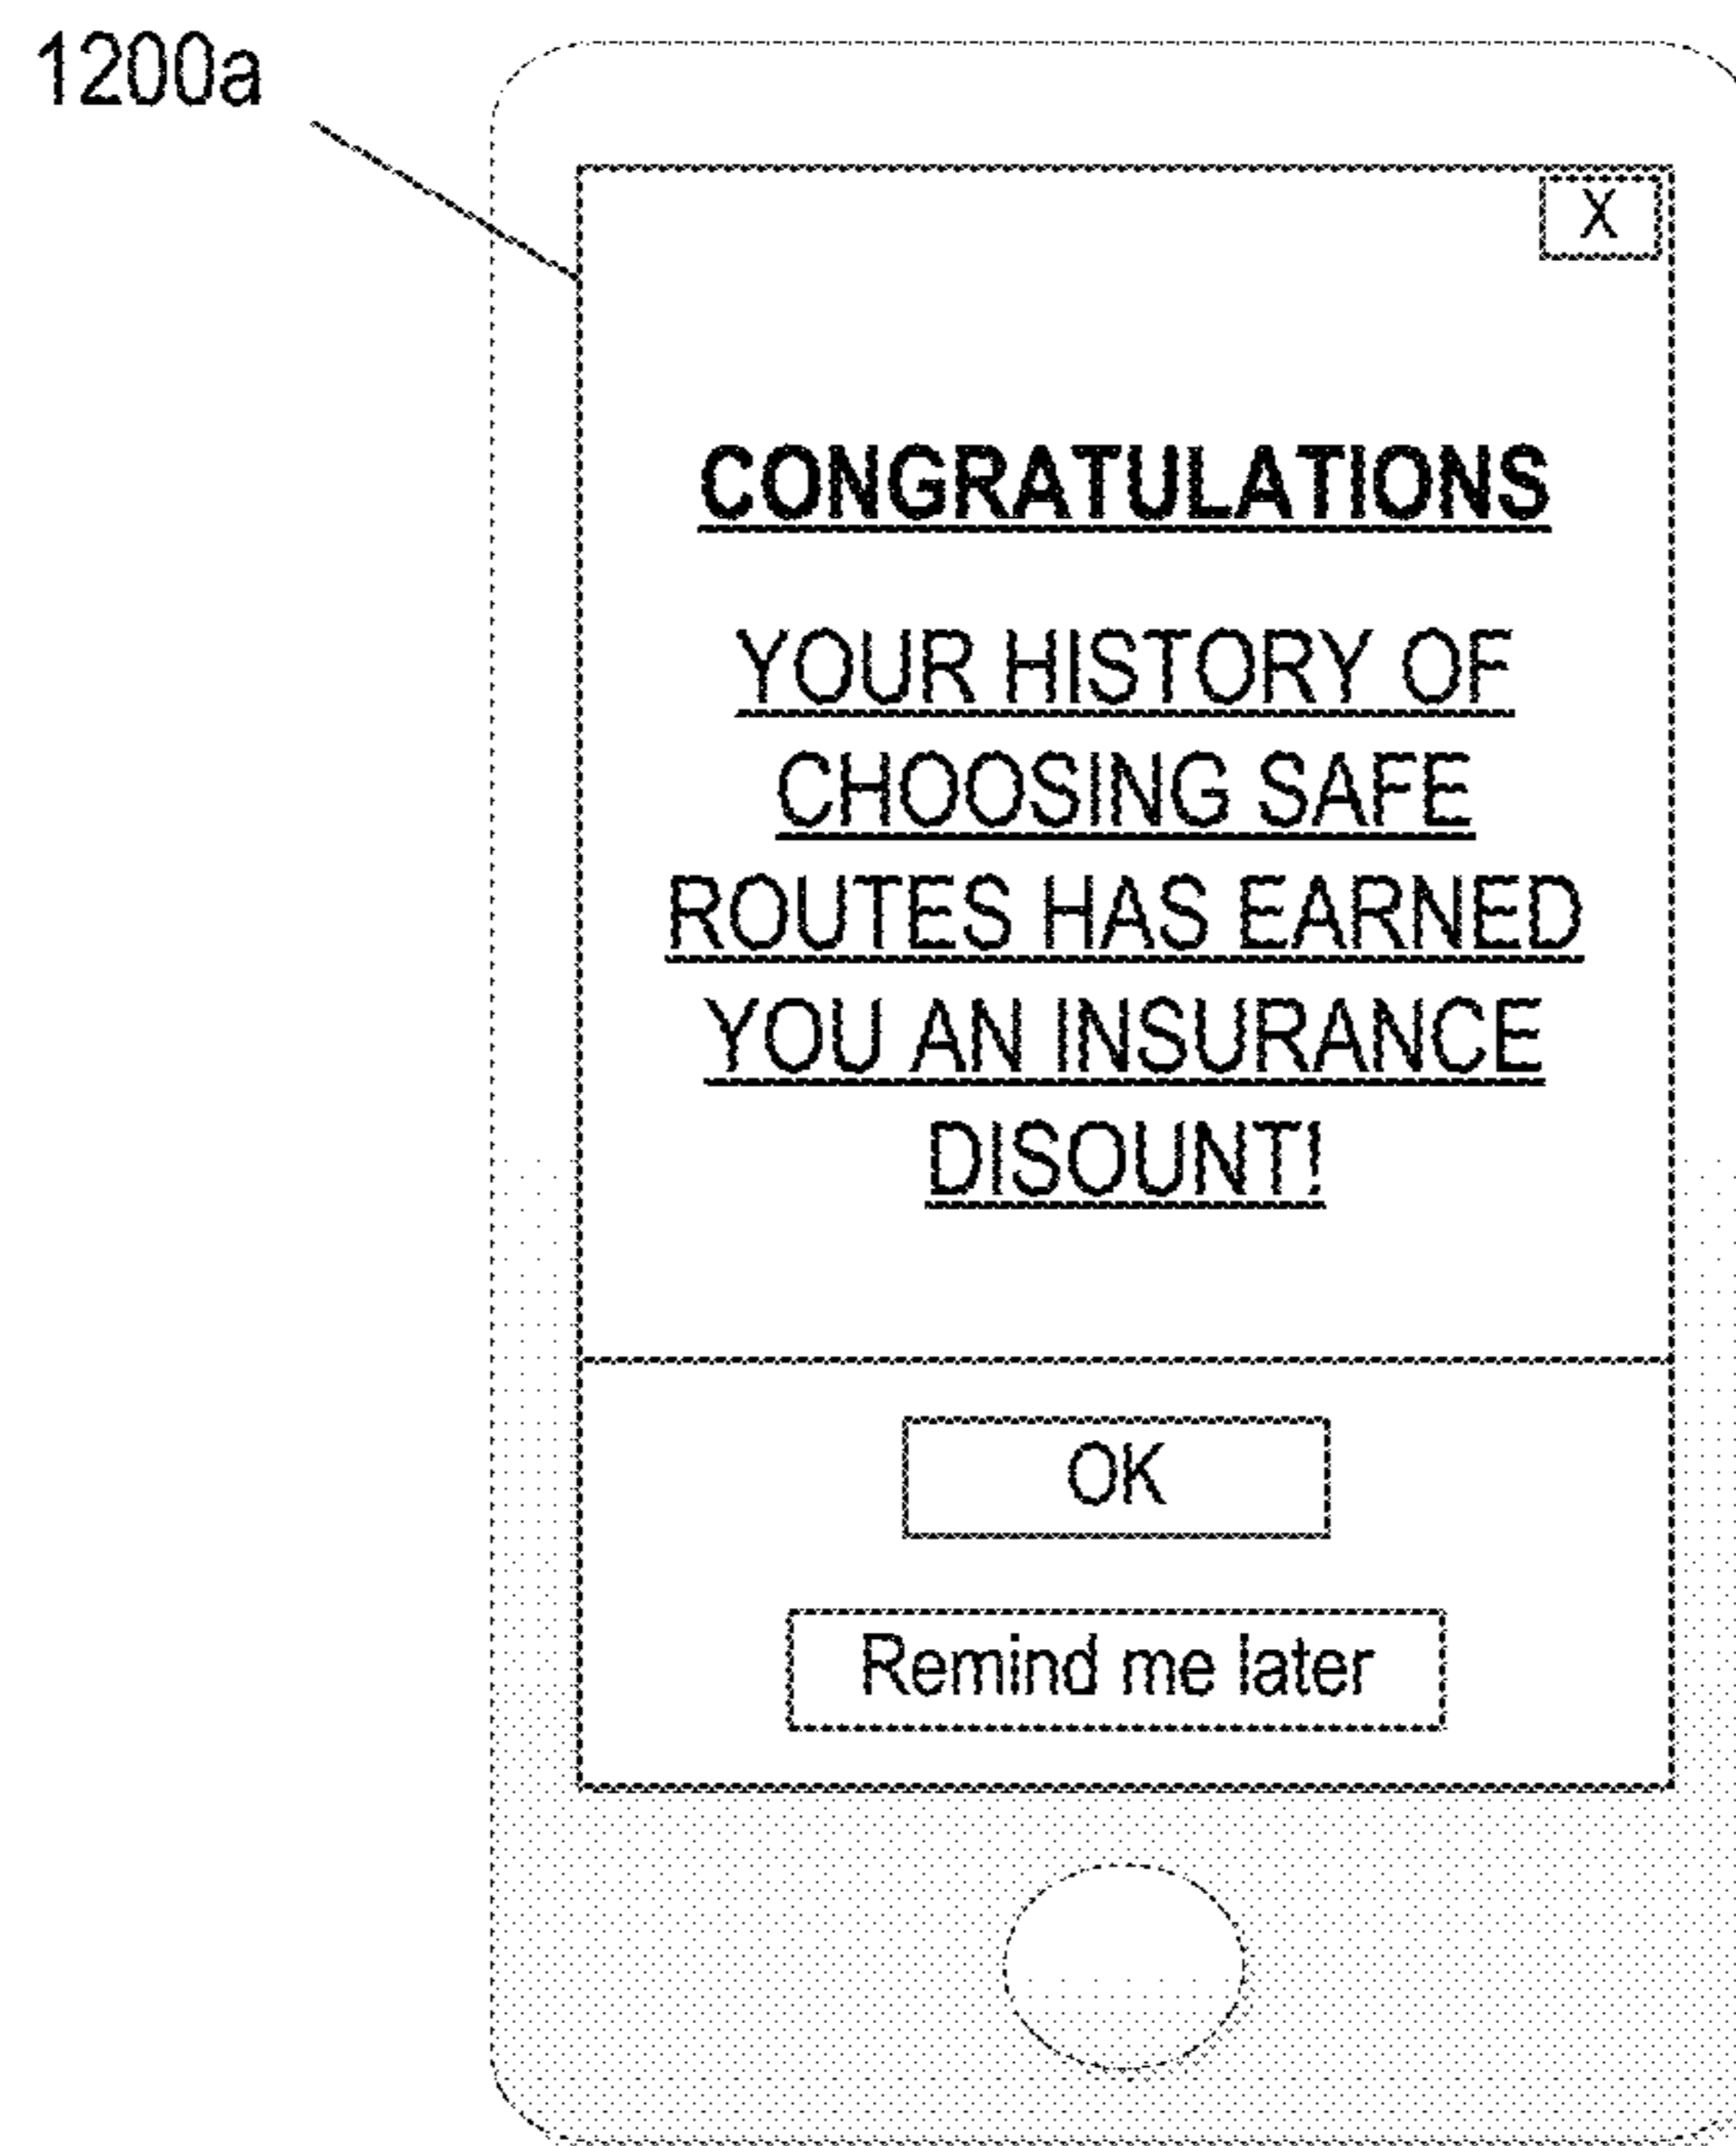 1200a
X
CONGRATULATIONS
YOUR HISTORY OF
CHOOSING SAFE
ROUTES HAS EARNED
YOU AN INSURANCE
DISOUNT!
OK
Remind me later